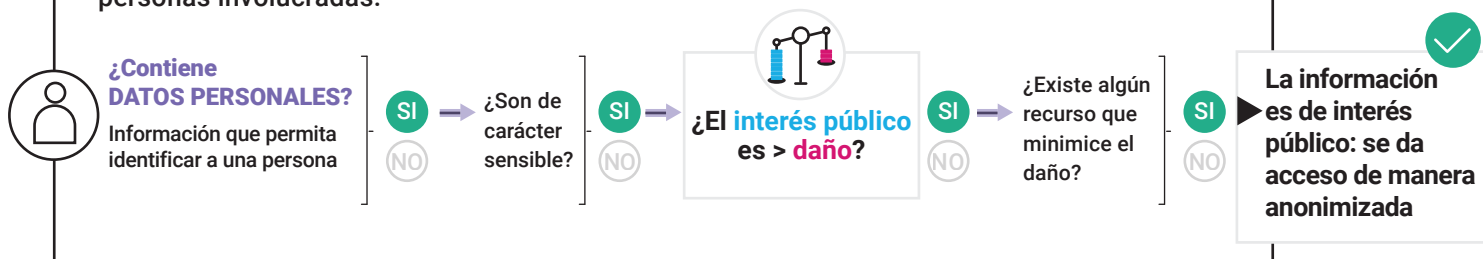 personas involucradas.
¿Contiene
DATOS PERSONALES?
Información que permita
identificar a una persona
SI
NO
¿Son de
carácter
sensible?
SI
NO
¿El interés público
es > daño?
SI
NO
¿Existe algún
recurso que
minimice el
daño?
SI
NO
La información
es de interés
público: se da
acceso de manera
anonimizada